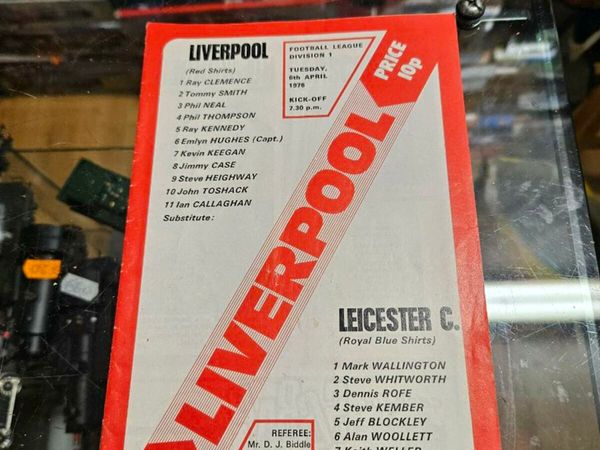 LIVERPOOL
(Red Shirts)
1 Ray CLEMENCE
2 Tommy SMITH
3 Phil NEAL
4 Phil THOMPSON
5 Ray KENNEDY
6 Emlyn HUGHES (Capt.)
7 Kevin KEEGAN
8 Jimmy CASE
9 Steve HEIGHWAY
10 John TOSHACK
11 Ian CALLAGHAN
Substitute:
FOOTBALL LEAGUE
DIVISION 1
TUESDAY,
6th APRIL
1976
KICK-OFF
7.30 p.m.
PRICE
10p
LIVERPOOL
LEICESTER C.
(Royal Blue Shirts)
1 Mark WALLINGTON
2 Steve WHITWORTH
3 Dennis ROFE
4 Steve KEMBER
5 Jeff BLOCKLEY
6 Alan WOOLLETT
7 Keith WELLER
REFEREE:
Mr. D. J. Biddle